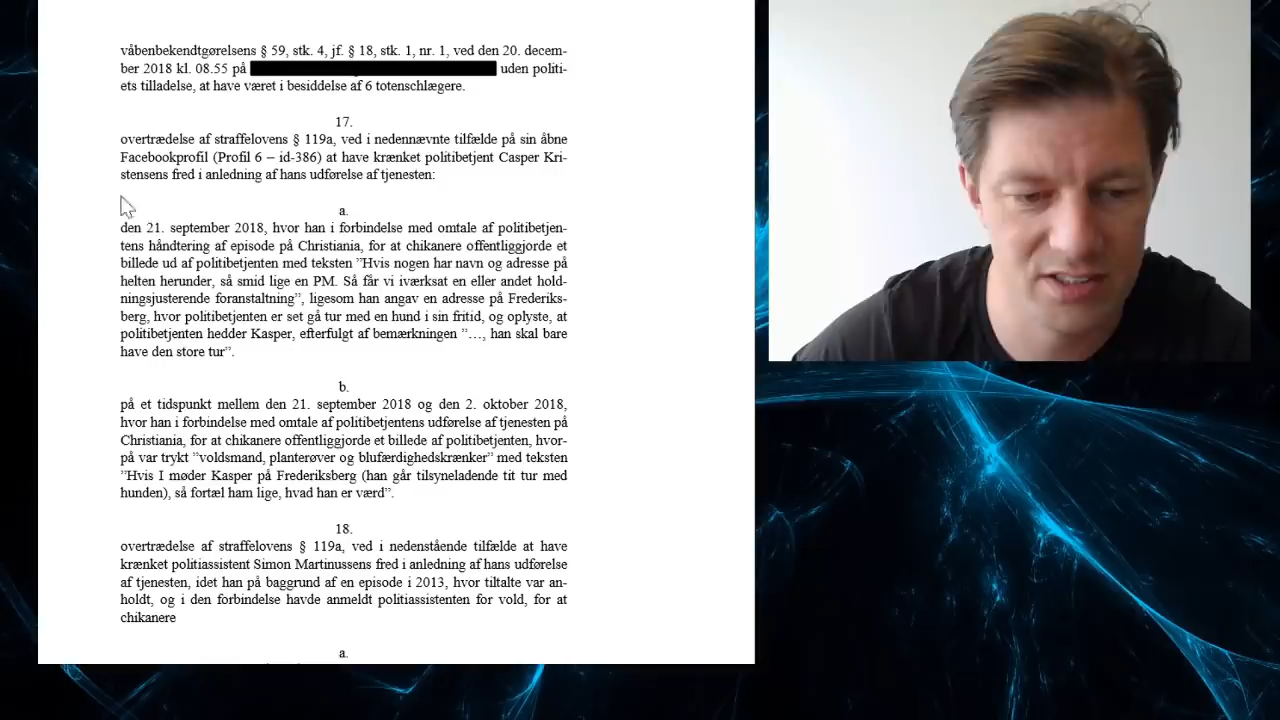 våbenbekendtgørelsens § 59, stk. 4, jf. § 18, stk. 1, nr. 1, ved den 20. decem-
ber 2018 kl. 08.55 på uden politi-
ets tilladelse, at have været i besiddelse af 6 totenschlægere.
17.
overtrædelse af straffelovens § 119a, ved i nedennævnte tilfælde på sin åbne
Facebookprofil (Profil 6 – id-386) at have krænket politibetjent Casper Kri-
stensens fred i anledning af hans udførelse af tjenesten:
a.
den 21. september 2018, hvor han i forbindelse med omtale af politibetjen-
tens håndtering af episode på Christiania, for at chikanere offentliggjorde et
billede ud af politibetjenten med teksten ”Hvis nogen har navn og adresse på
helten herunder, så smid lige en PM. Så får vi iværksat en eller andet hold-
ningsjusterende foranstaltning”, ligesom han angav en adresse på Frederiks-
berg, hvor politibetjenten er set gå tur med en hund i sin fritid, og oplyste, at
politibetjenten hedder Kasper, efterfulgt af bemærkningen ”…, han skal bare
have den store tur”.
b.
på et tidspunkt mellem den 21. september 2018 og den 2. oktober 2018,
hvor han i forbindelse med omtale af politibetjentens udførelse af tjenesten på
Christiania, for at chikanere offentliggjorde et billede af politibetjenten, hvor-
på var trykt ”voldsmand, planterøver og blufærdighedskrænker” med teksten
”Hvis I møder Kasper på Frederiksberg (han går tilsyneladende tit tur med
hunden), så fortæl ham lige, hvad han er værd”.
18.
overtrædelse af straffelovens § 119a, ved i nedenstående tilfælde at have
krænket politiassistent Simon Martinussens fred i anledning af hans udførelse
af tjenesten, idet han på baggrund af en episode i 2013, hvor tiltalte var an-
holdt, og i den forbindelse havde anmeldt politiassistenten for vold, for at
chikanere
a.